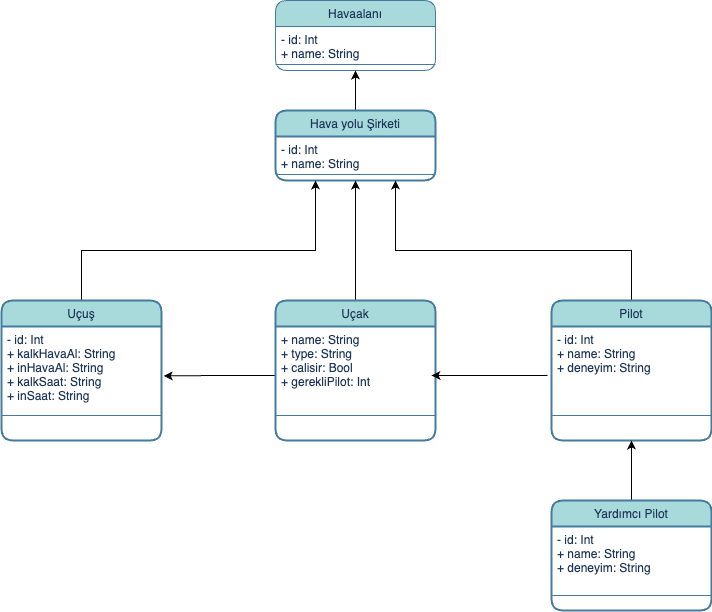 Havaalanı
- id: Int
+ name: String
Hava yolu Şirketi
- id: Int
+ name: String
Uçuş
- id: Int
+ kalkHavaAl: String
+ inHavaAl: String
+ kalkSaat: String
+ inSaat: String
Uçak
+ name: String
+ type: String
+ calisir: Bool
+ gerekliPilot: Int
Pilot
- id: Int
+ name: String
+ deneyim: String
Yardımcı Pilot
- id: Int
+ name: String
+ deneyim: String